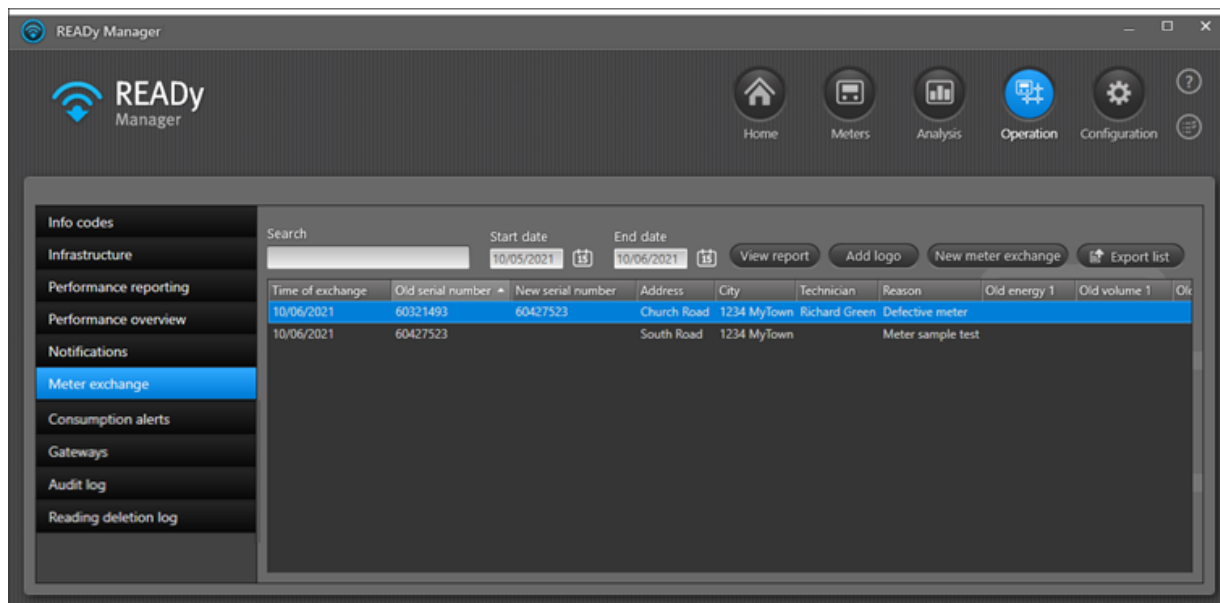 READy Manager
READy
Manager
Home Meters Analysis Operation Configuration
Info codes
Infrastructure
Performance reporting
Performance overview
Notifications
Meter exchange
Consumption alerts
Gateways
Audit log
Reading deletion log
Search Start date End date
10/05/2021 15 10/06/2021 15 View report Add logo New meter exchange Export list
Time of exchange Old serial number New serial number Address City Technician Reason Old energy 1 Old volume 1 Old
10/06/2021 60321493 60427523 Church Road 1234 MyTown Richard Green Defective meter
10/06/2021 60427523 South Road 1234 MyTown Meter sample test